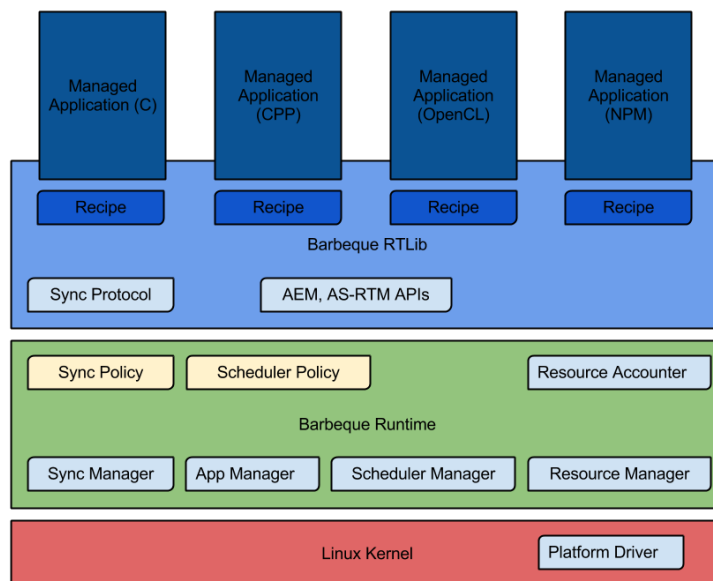 Managed
Application (C)
Managed
Application
(CPP)
Managed
Application
(OpenCL)
Managed
Application
(NPM)
Recipe
Recipe
Recipe
Recipe
Barbeque RTLib
Sync Protocol
AEM, AS-RTM APIs
Sync Policy
Scheduler Policy
Resource Accounter
Barbeque Runtime
Sync Manager
App Manager
Scheduler Manager
Resource Manager
Linux Kernel
Platform Driver